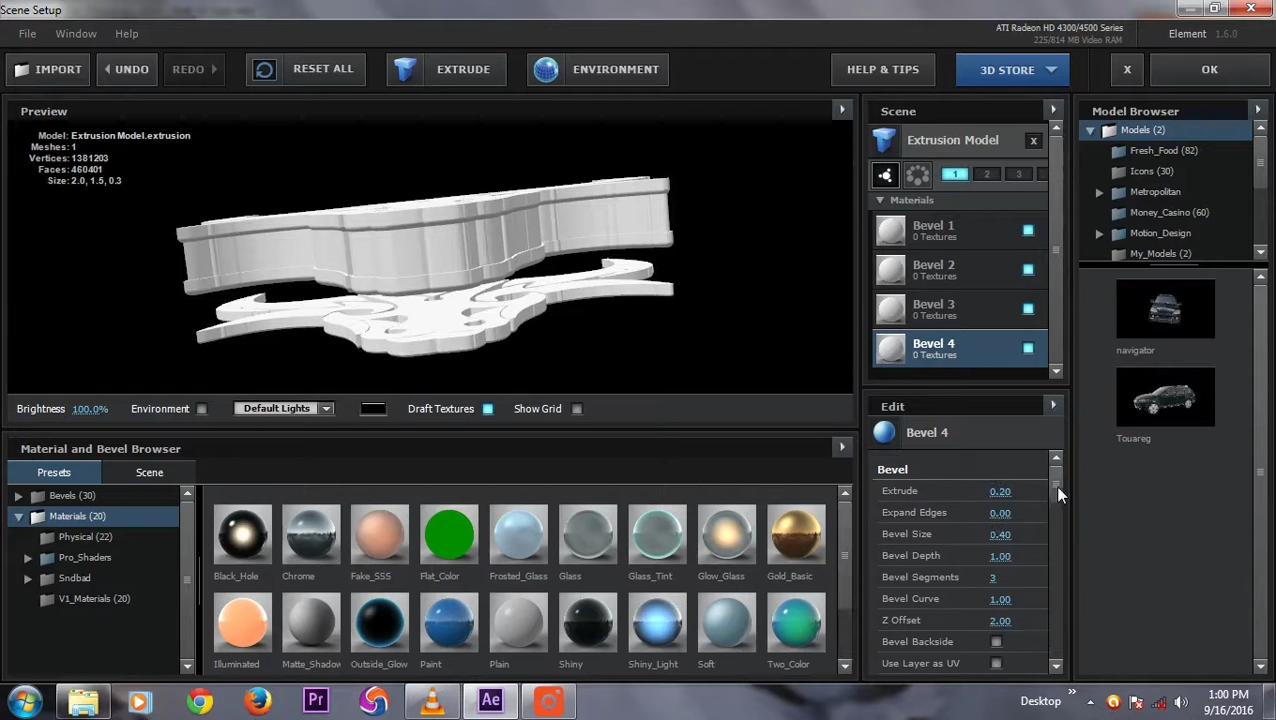 Scene Setup
File Window Help
ATI Radeon HD 4300/4500 Series
225/814 MB Video RAM
Element 1.6.0
IMPORT UNDO REDO RESET ALL EXTRUDE ENVIRONMENT HELP & TIPS 3D STORE X OK
Preview
Model: Extrusion Model.extrusion
Meshes: 1
Vertices: 1381203
Faces: 460401
Size: 2.0, 1.5, 0.3
Brightness 100.0% Environment Default Lights Draft Textures Show Grid
Scene
Extrusion Model x
1 2 3
Materials
Bevel 1
0 Textures
Bevel 2
0 Textures
Bevel 3
0 Textures
Bevel 4
0 Textures
Model Browser
Models (2)
Fresh_Food (82)
Icons (30)
Metropolitan
Money_Casino (60)
Motion_Design
My_Models (2)
navigator
Touareg
Material and Bevel Browser
Presets Scene
Bevels (30)
Materials (20)
Physical (22)
Pro_Shaders
Sndbad
V1_Materials (20)
Black_Hole Chrome Fake_SSS Flat_Color Frosted_Glass Glass Glass_Tint Glow_Glass Gold_Basic
Illuminated Matte_Shadow Outside_Glow Paint Plain Shiny Shiny_Light Soft Two_Color
Edit
Bevel 4
Bevel
Extrude 0.20
Expand Edges 0.00
Bevel Size 0.40
Bevel Depth 1.00
Bevel Segments 3
Bevel Curve 1.00
Z Offset 2.00
Bevel Backside
Use Layer as UV
Pr Ae
Desktop »
1:00 PM
9/16/2016